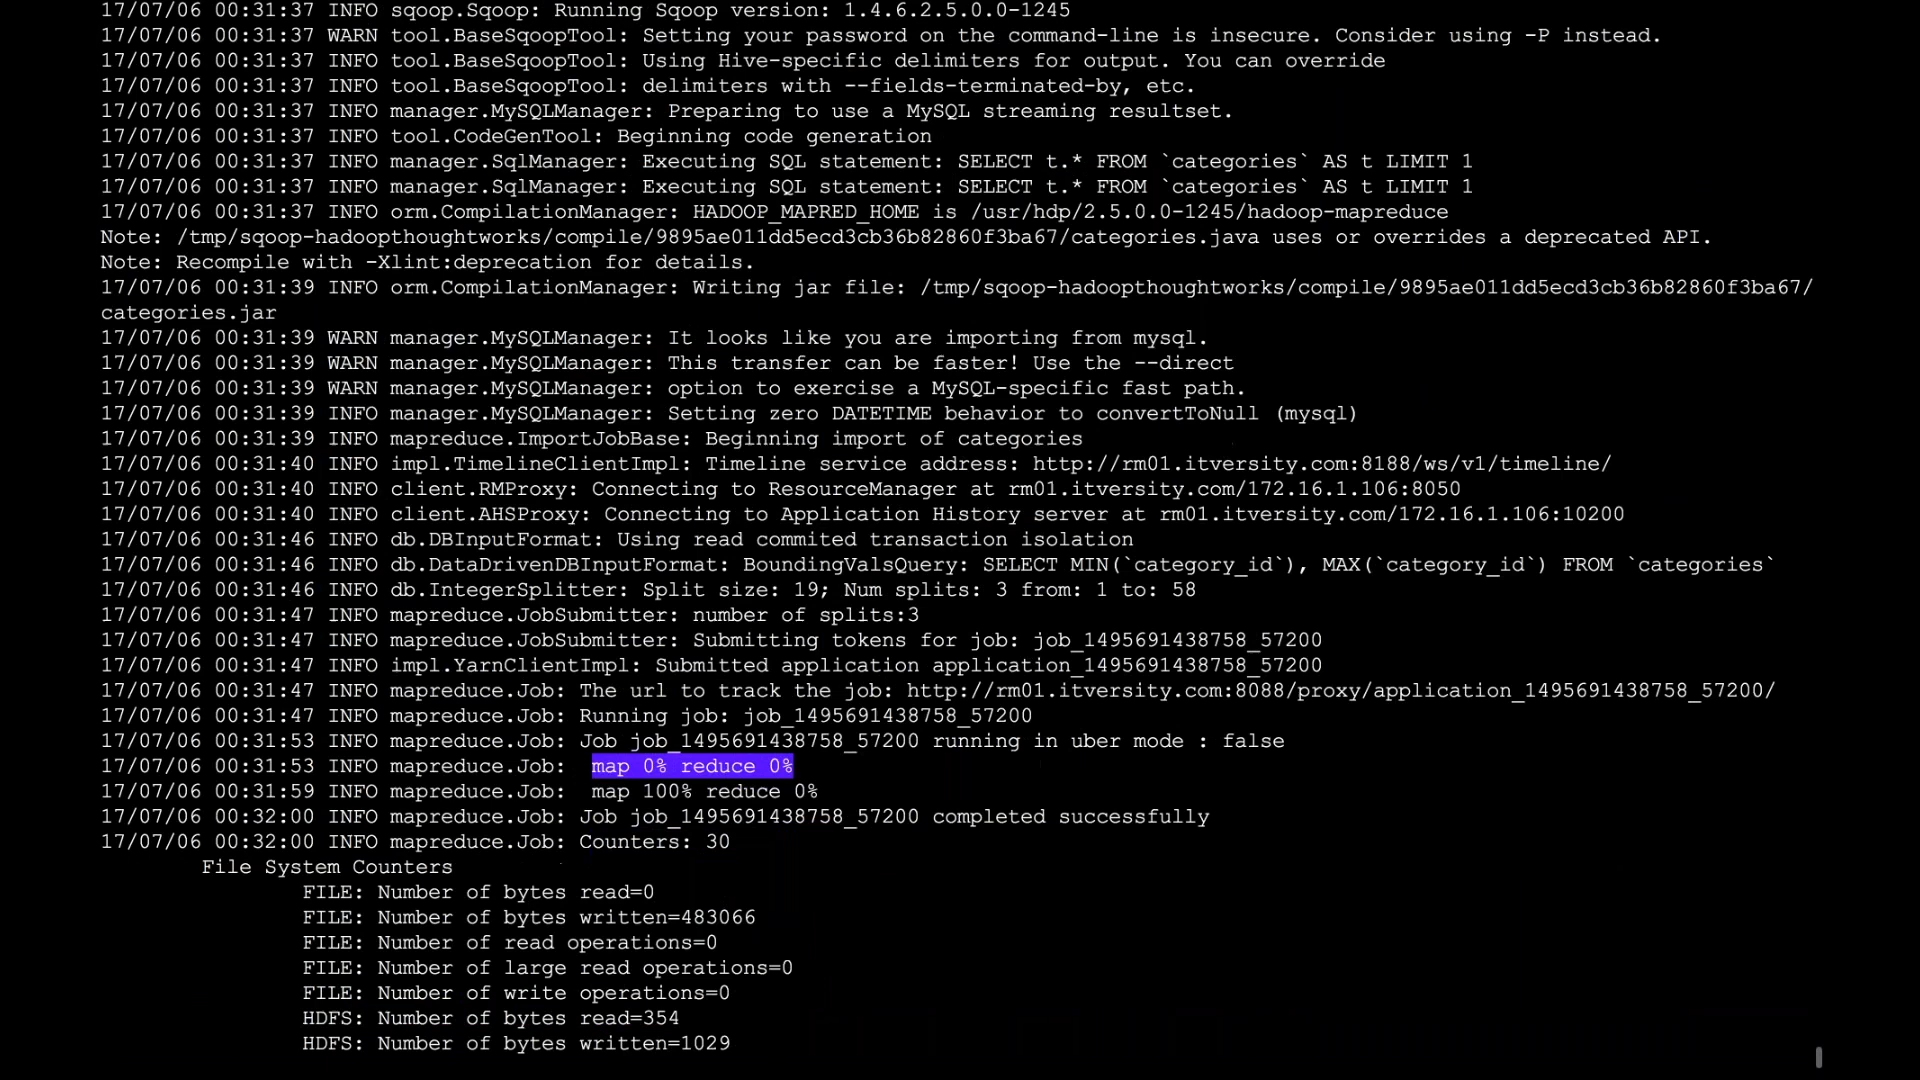 17/07/06 00:31:37 INFO sqoop.Sqoop: Running Sqoop version: 1.4.6.2.5.0.0-1245
17/07/06 00:31:37 WARN tool.BaseSqoopTool: Setting your password on the command-line is insecure. Consider using -P instead.
17/07/06 00:31:37 INFO tool.BaseSqoopTool: Using Hive-specific delimiters for output. You can override
17/07/06 00:31:37 INFO tool.BaseSqoopTool: delimiters with --fields-terminated-by, etc.
17/07/06 00:31:37 INFO manager.MySQLManager: Preparing to use a MySQL streaming resultset.
17/07/06 00:31:37 INFO tool.CodeGenTool: Beginning code generation
17/07/06 00:31:37 INFO manager.SqlManager: Executing SQL statement: SELECT t.* FROM `categories` AS t LIMIT 1
17/07/06 00:31:37 INFO manager.SqlManager: Executing SQL statement: SELECT t.* FROM `categories` AS t LIMIT 1
17/07/06 00:31:37 INFO orm.CompilationManager: HADOOP_MAPRED_HOME is /usr/hdp/2.5.0.0-1245/hadoop-mapreduce
Note: /tmp/sqoop-hadoopthoughtworks/compile/9895ae011dd5ecd3cb36b82860f3ba67/categories.java uses or overrides a deprecated API.
Note: Recompile with -Xlint:deprecation for details.
17/07/06 00:31:39 INFO orm.CompilationManager: Writing jar file: /tmp/sqoop-hadoopthoughtworks/compile/9895ae011dd5ecd3cb36b82860f3ba67/
categories.jar
17/07/06 00:31:39 WARN manager.MySQLManager: It looks like you are importing from mysql.
17/07/06 00:31:39 WARN manager.MySQLManager: This transfer can be faster! Use the --direct
17/07/06 00:31:39 WARN manager.MySQLManager: option to exercise a MySQL-specific fast path.
17/07/06 00:31:39 INFO manager.MySQLManager: Setting zero DATETIME behavior to convertToNull (mysql)
17/07/06 00:31:39 INFO mapreduce.ImportJobBase: Beginning import of categories
17/07/06 00:31:40 INFO impl.TimelineClientImpl: Timeline service address: http://rm01.itversity.com:8188/ws/v1/timeline/
17/07/06 00:31:40 INFO client.RMProxy: Connecting to ResourceManager at rm01.itversity.com/172.16.1.106:8050
17/07/06 00:31:40 INFO client.AHSProxy: Connecting to Application History server at rm01.itversity.com/172.16.1.106:10200
17/07/06 00:31:46 INFO db.DBInputFormat: Using read commited transaction isolation
17/07/06 00:31:46 INFO db.DataDrivenDBInputFormat: BoundingValsQuery: SELECT MIN(`category_id`), MAX(`category_id`) FROM `categories`
17/07/06 00:31:46 INFO db.IntegerSplitter: Split size: 19; Num splits: 3 from: 1 to: 58
17/07/06 00:31:47 INFO mapreduce.JobSubmitter: number of splits:3
17/07/06 00:31:47 INFO mapreduce.JobSubmitter: Submitting tokens for job: job_1495691438758_57200
17/07/06 00:31:47 INFO impl.YarnClientImpl: Submitted application application_1495691438758_57200
17/07/06 00:31:47 INFO mapreduce.Job: The url to track the job: http://rm01.itversity.com:8088/proxy/application_1495691438758_57200/
17/07/06 00:31:47 INFO mapreduce.Job: Running job: job_1495691438758_57200
17/07/06 00:31:53 INFO mapreduce.Job: Job job_1495691438758_57200 running in uber mode : false
17/07/06 00:31:53 INFO mapreduce.Job:  map 0% reduce 0%
17/07/06 00:31:59 INFO mapreduce.Job:  map 100% reduce 0%
17/07/06 00:32:00 INFO mapreduce.Job: Job job_1495691438758_57200 completed successfully
17/07/06 00:32:00 INFO mapreduce.Job: Counters: 30
File System Counters
FILE: Number of bytes read=0
FILE: Number of bytes written=483066
FILE: Number of read operations=0
FILE: Number of large read operations=0
FILE: Number of write operations=0
HDFS: Number of bytes read=354
HDFS: Number of bytes written=1029